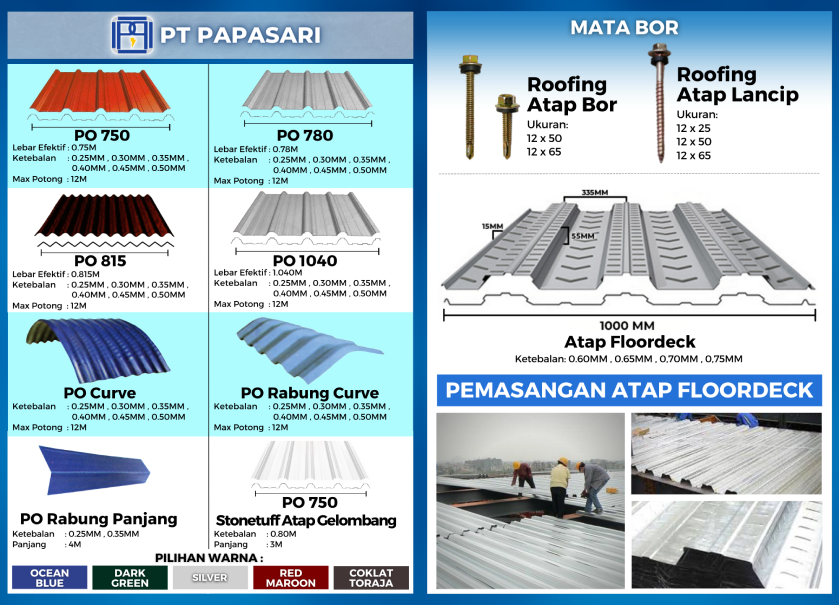 PT PAPASARI
PO 750
Lebar Efektif : 0.75M
Ketebalan : 0.25MM , 0.30MM , 0.35MM ,
0.40MM , 0.45MM , 0.50MM
Max Potong : 12M
PO 780
Lebar Efektif : 0.78M
Ketebalan : 0.25MM , 0.30MM , 0.35MM ,
0.40MM , 0.45MM , 0.50MM
Max Potong : 12M
PO 815
Lebar Efektif : 0.815M
Ketebalan : 0.25MM , 0.30MM , 0.35MM ,
0.40MM , 0.45MM , 0.50MM
Max Potong : 12M
PO 1040
Lebar Efektif : 1.040M
Ketebalan : 0.25MM , 0.30MM , 0.35MM ,
0.40MM , 0.45MM , 0.50MM
Max Potong : 12M
PO Curve
Ketebalan : 0.25MM , 0.30MM , 0.35MM ,
0.40MM , 0.45MM , 0.50MM
Max Potong : 12M
PO Rabung Curve
Ketebalan : 0.25MM , 0.30MM , 0.35MM ,
0.40MM , 0.45MM , 0.50MM
Max Potong : 12M
PO Rabung Panjang
Ketebalan : 0.25MM , 0.35MM
Panjang : 4M
PO 750
Stonetuff Atap Gelombang
Ketebalan : 0.80M
Panjang : 3M
PILIHAN WARNA :
OCEAN
BLUE
DARK
GREEN
SILVER
RED
MAROON
COKLAT
TORAJA
MATA BOR
Roofing
Atap Bor
Ukuran:
12 x 50
12 x 65
Roofing
Atap Lancip
Ukuran:
12 x 25
12 x 50
12 x 65
335MM
15MM
55MM
1000 MM
Atap Floordeck
Ketebalan: 0.60MM , 0.65MM , 0,70MM , 0,75MM
PEMASANGAN ATAP FLOORDECK